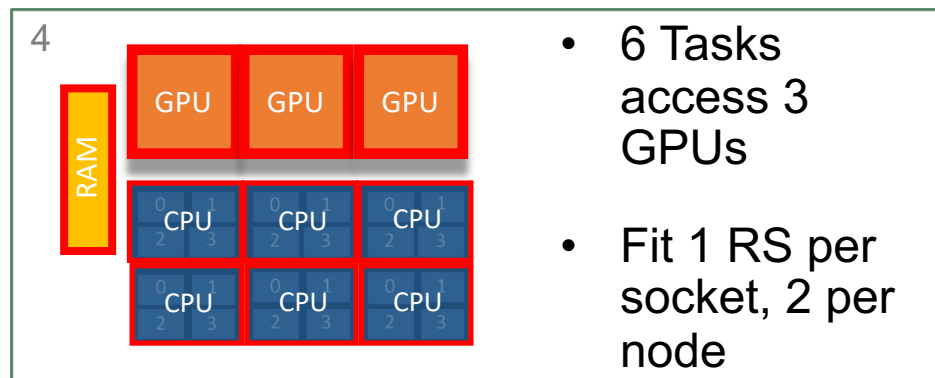 4
GPU GPU GPU
RAM
0 1 0 1 0 1
CPU CPU CPU
2 3 2 3 2 3
0 1 0 1 0 1
CPU CPU CPU
2 3 2 3 2 3
• 6 Tasks
access 3
GPUs
• Fit 1 RS per
socket, 2 per
node